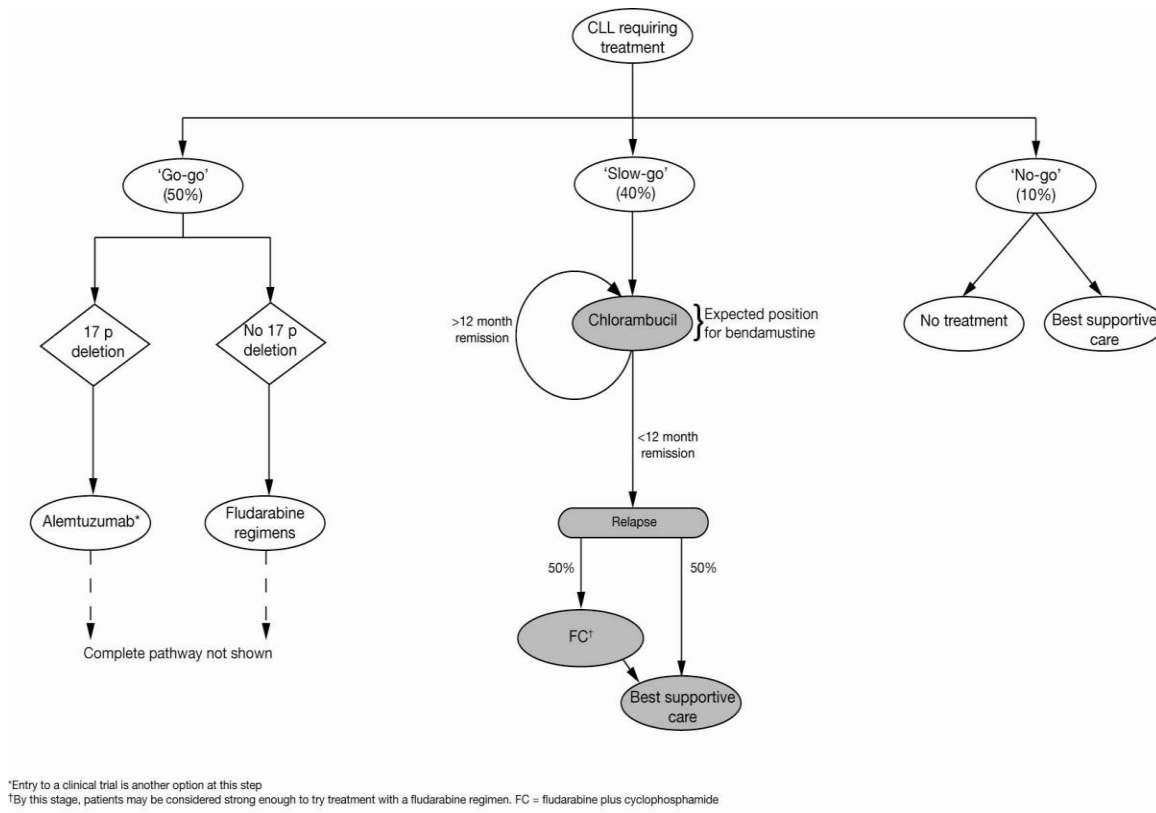 CLL requiring
treatment
‘Go-go’
(50%)
‘Slow-go’
(40%)
‘No-go’
(10%)
17 p
deletion
No 17 p
deletion
>12 month
remission
Chlorambucil
Expected position
for bendamustine
No treatment
Best supportive
care
<12 month
remission
Alemtuzumab*
Fludarabine
regimens
Relapse
50%
50%
FC†
Complete pathway not shown
Best supportive
care
*Entry to a clinical trial is another option at this step
†By this stage, patients may be considered strong enough to try treatment with a fludarabine regimen. FC = fludarabine plus cyclophosphamide